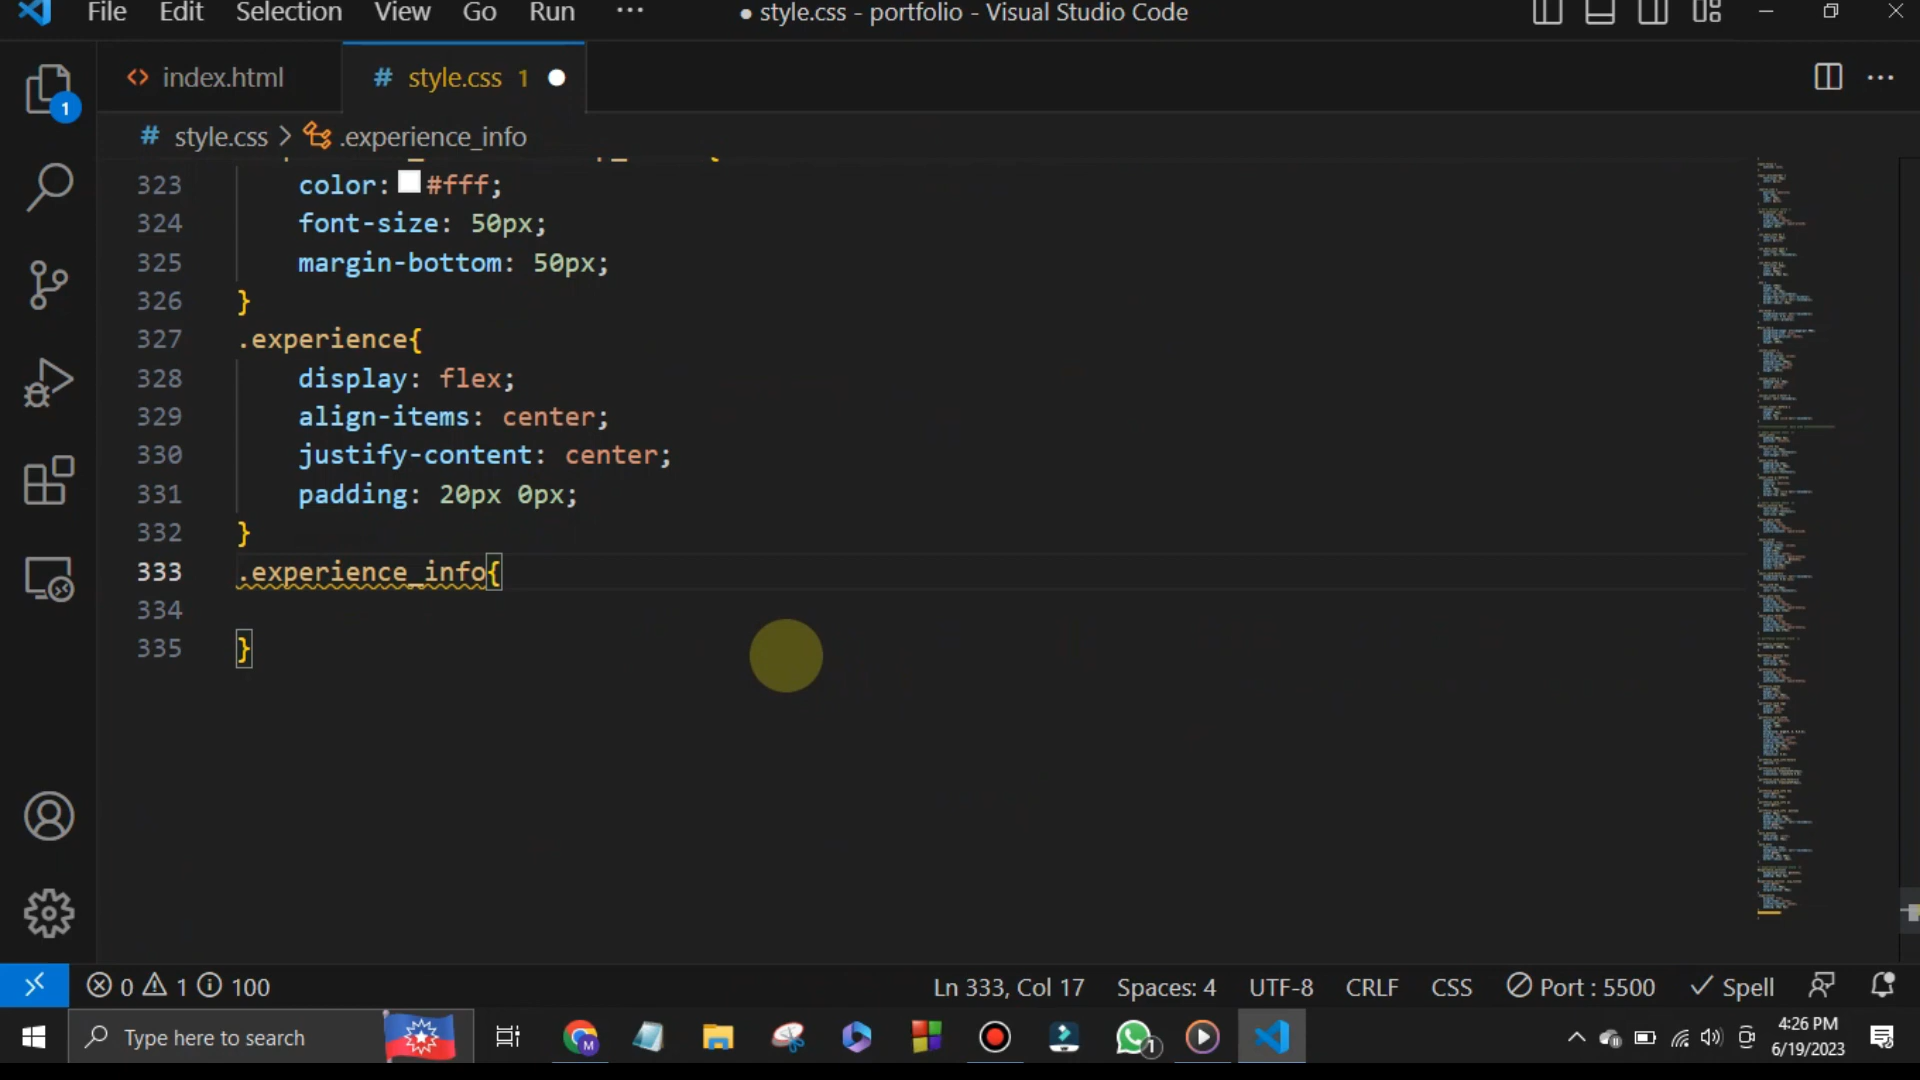 File Edit Selection View Go Run ··· ● style.css - portfolio - Visual Studio Code
<> index.html # style.css 1 ●
1
# style.css > .experience_info
323 color: #fff;
324 font-size: 50px;
325 margin-bottom: 50px;
326 }
327 .experience{
328 display: flex;
329 align-items: center;
330 justify-content: center;
331 padding: 20px 0px;
332 }
333 .experience_info{
334
335 }
0 1 100 Ln 333, Col 17 Spaces: 4 UTF-8 CRLF CSS Port : 5500 Spell
Type here to search M 1 4:26 PM
6/19/2023